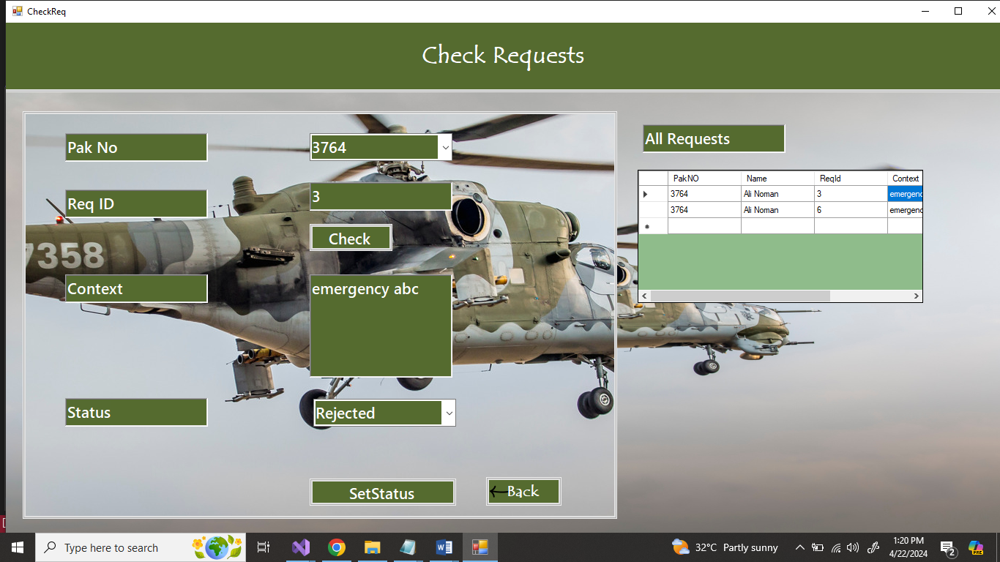 CheckReq
Check Requests
Pak No
3764
Req ID
3
Check
Context
emergency abc
Status
Rejected
SetStatus
Back
7358
All Requests
PakNO Name ReqId Context
3764 Ali Noman 3 emergenc
3764 Ali Noman 6 emergenc
Type here to search
32°C Partly sunny
1:20 PM
4/22/2024
2
PRE